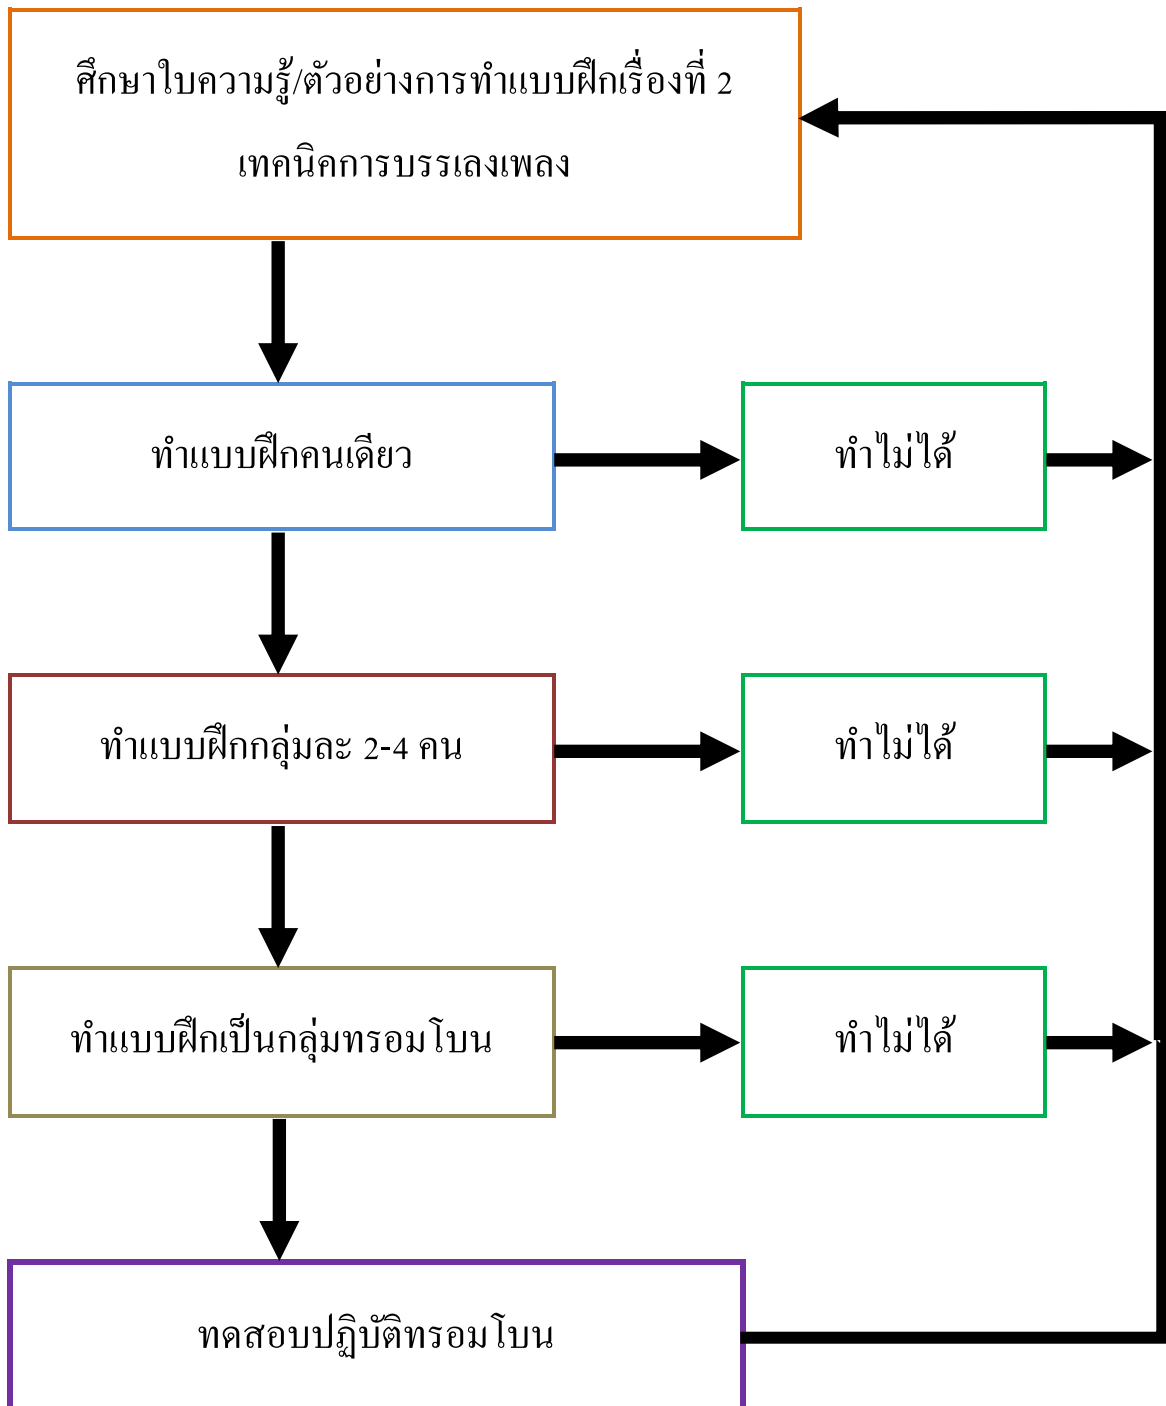 ศึกษาใบความรู้/ตัวอย่างการทำแบบฝึกเรื่องที่ 2
เทคนิคการบรรเลงเพลง
ทำแบบฝึกคนเดียว
ทำไม่ได้
ทำแบบฝึกกลุ่มละ 2-4 คน
ทำไม่ได้
ทำแบบฝึกเป็นกลุ่มทรอมโบน
ทำไม่ได้
ทดสอบปฏิบัติทรอมโบน